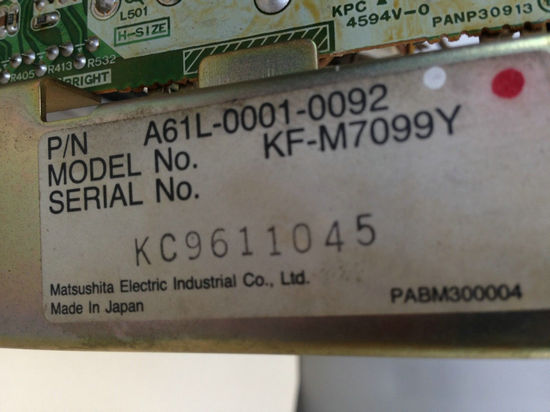 L501
H-SIZE
KPC
4594V-0
PANP30913
R405 R413 R532
BRIGHT
P/N A61L-0001-0092
MODEL No. KF-M7099Y
SERIAL No.
KC9611045
Matsushita Electric Industrial Co., Ltd.
Made In Japan
PABM300004